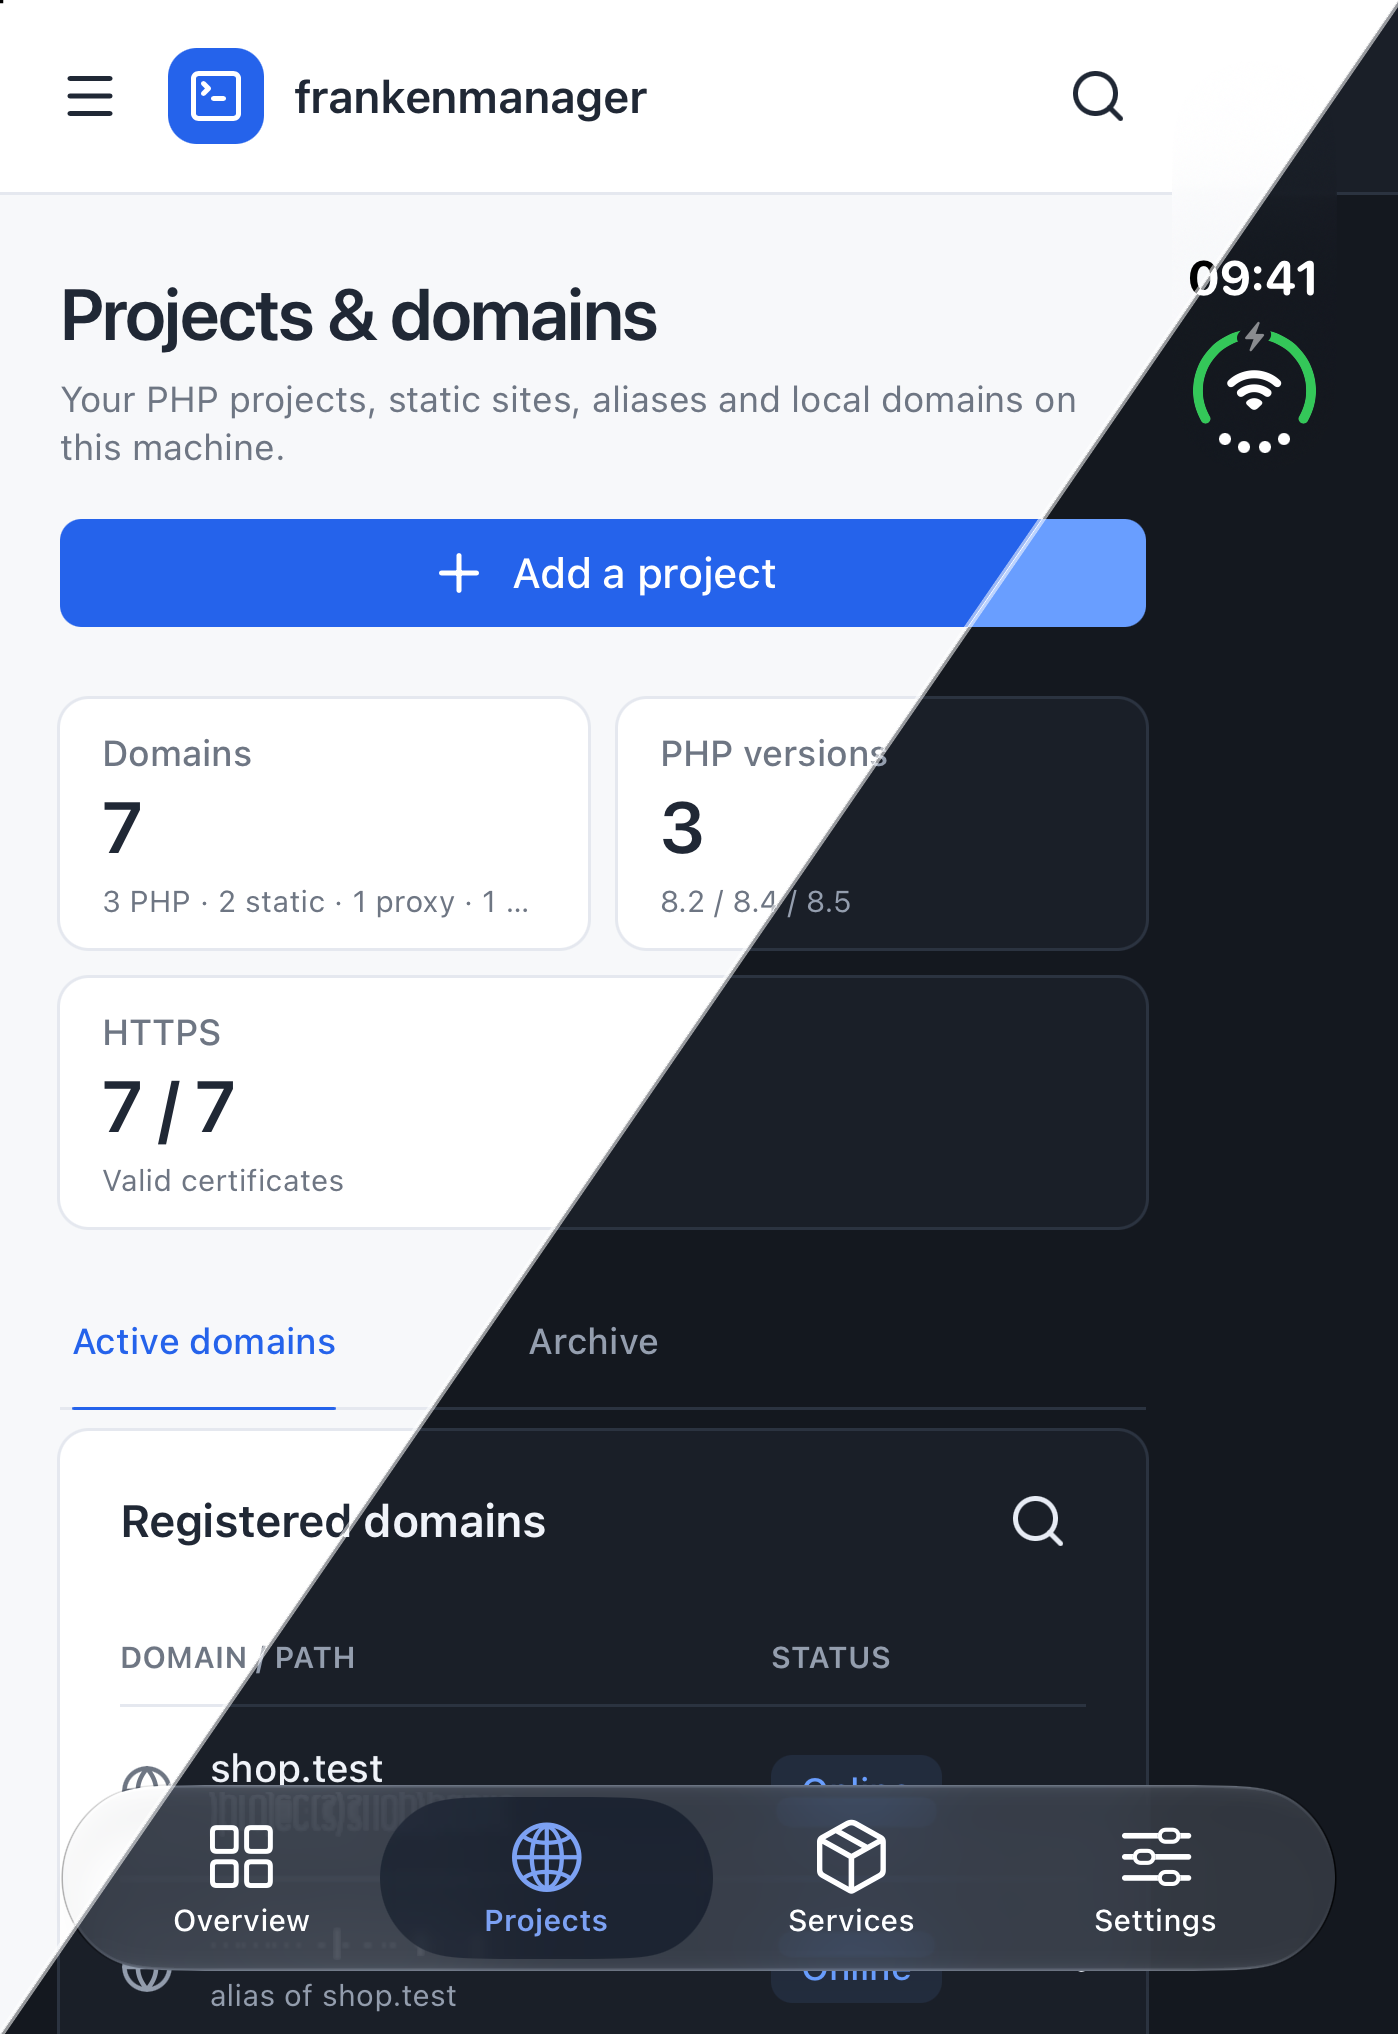 frankenmanager
09:41
Projects & domains
Your PHP projects, static sites, aliases and local domains on
this machine.
Add a project
Domains
7
3 PHP · 2 static · 1 proxy · 1 ...
PHP versions
3
8.2 / 8.4 / 8.5
HTTPS
7 / 7
Valid certificates
Active domains
Archive
Registered domains
DOMAIN / PATH
STATUS
shop.test
Online
Overview
Projects
Services
Settings
alias of shop.test
Online